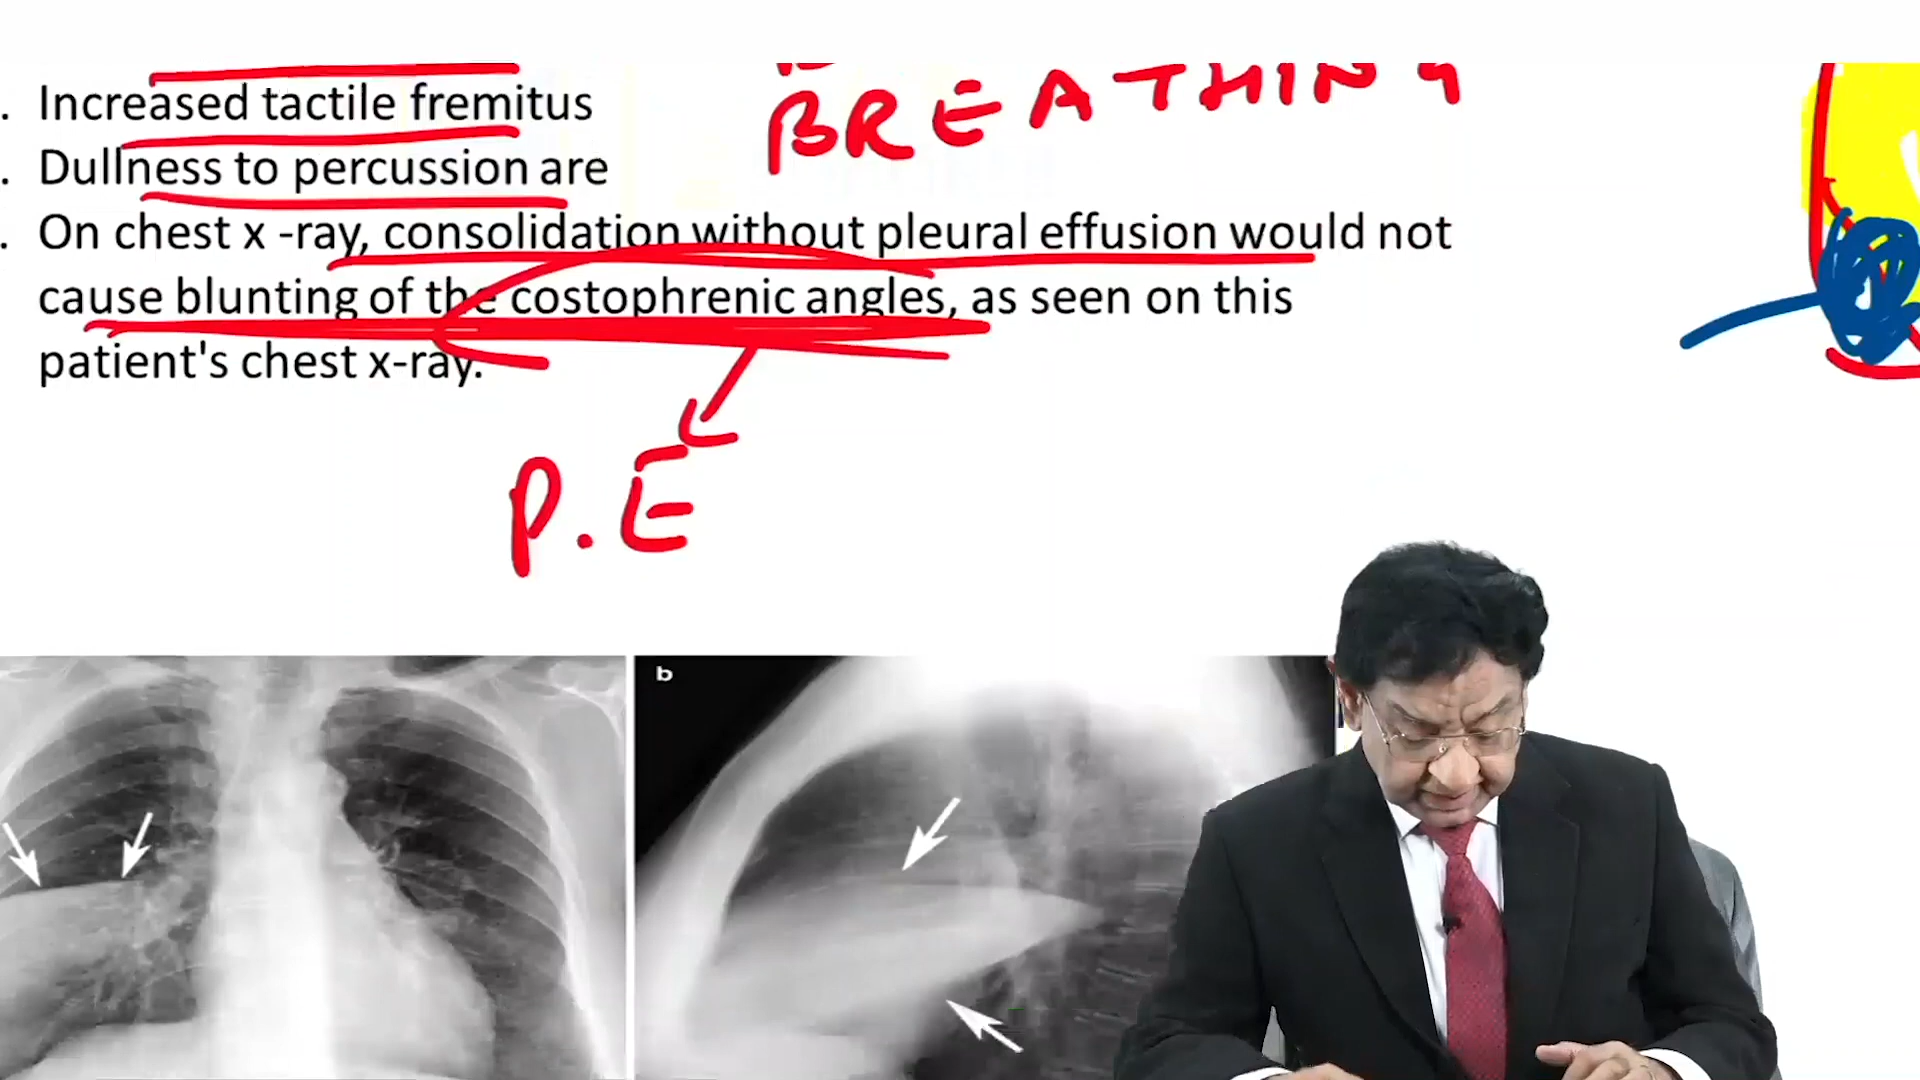 . Increased tactile fremitus
BREATHING
. Dullness to percussion are
. On chest x -ray, consolidation without pleural effusion would not
cause blunting of the costophrenic angles, as seen on this
patient's chest x-ray.
P.E
b